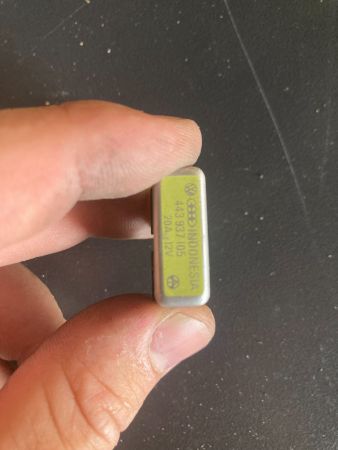 INDONESIA
443 937 105
20A, 12V